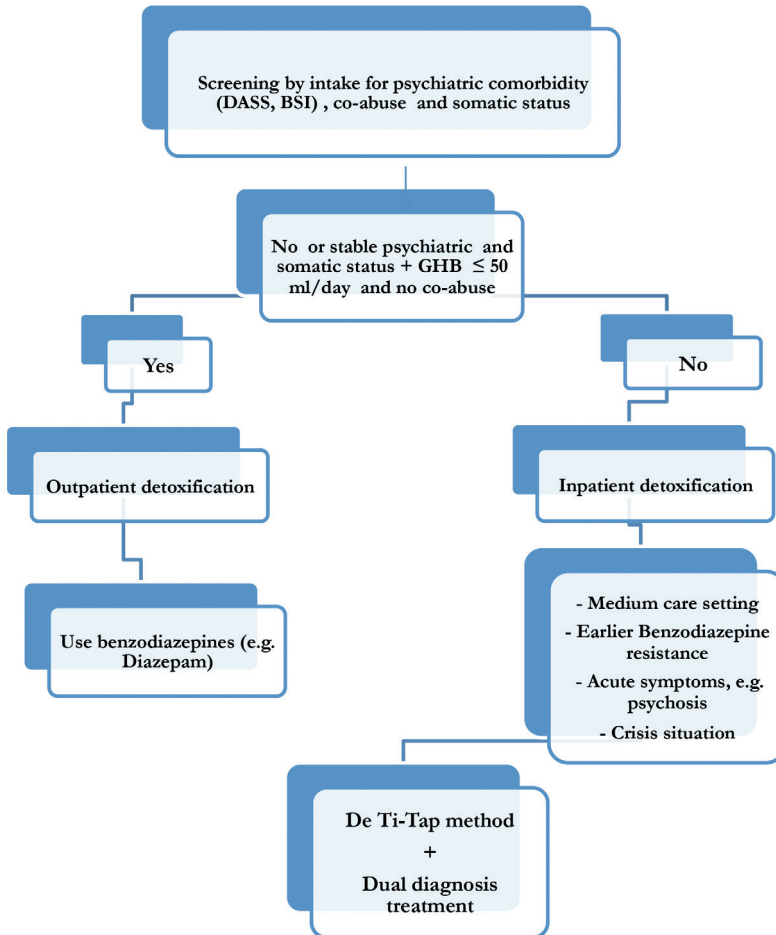 Screening by intake for psychiatric comorbidity
(DASS, BSI) , co-abuse and somatic status
No or stable psychiatric and
somatic status + GHB ≤ 50
ml/day and no co-abuse
Yes
No
Outpatient detoxification
Inpatient detoxification
Use benzodiazepines (e.g.
Diazepam)
- Medium care setting
- Earlier Benzodiazepine
resistance
- Acute symptoms, e.g.
psychosis
- Crisis situation
De Ti-Tap method
+
Dual diagnosis
treatment